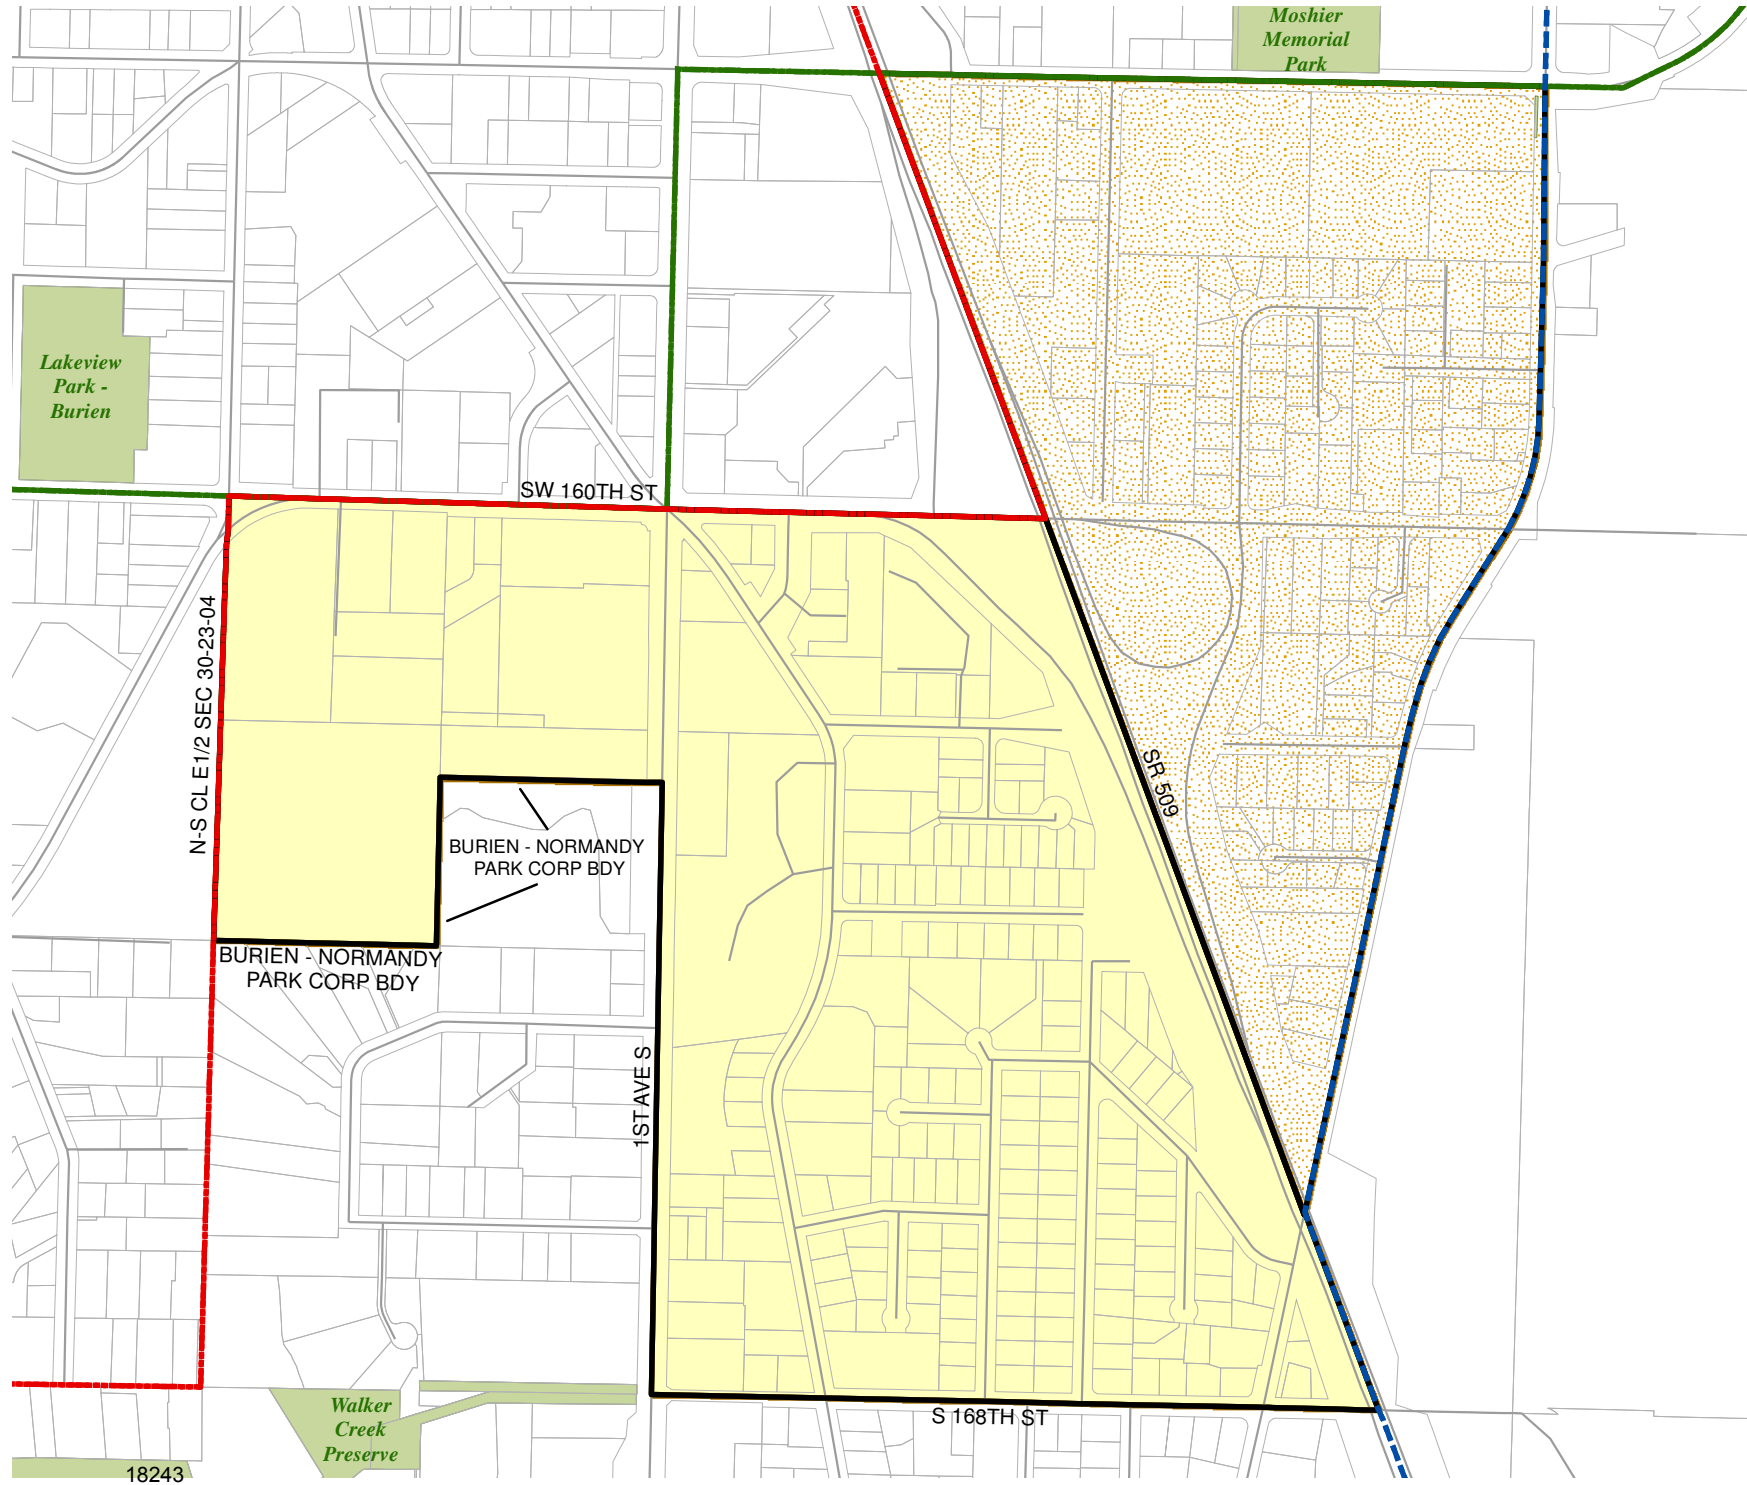 Moshier
Memorial
Park
Lakeview
Park -
Burien
SW 160TH ST
N-S CL E1/2 SEC 30-23-04
SR 509
BURIEN - NORMANDY
PARK CORP BDY
BURIEN - NORMANDY
PARK CORP BDY
1ST AVE S
Walker
Creek
Preserve
S 168TH ST
18243